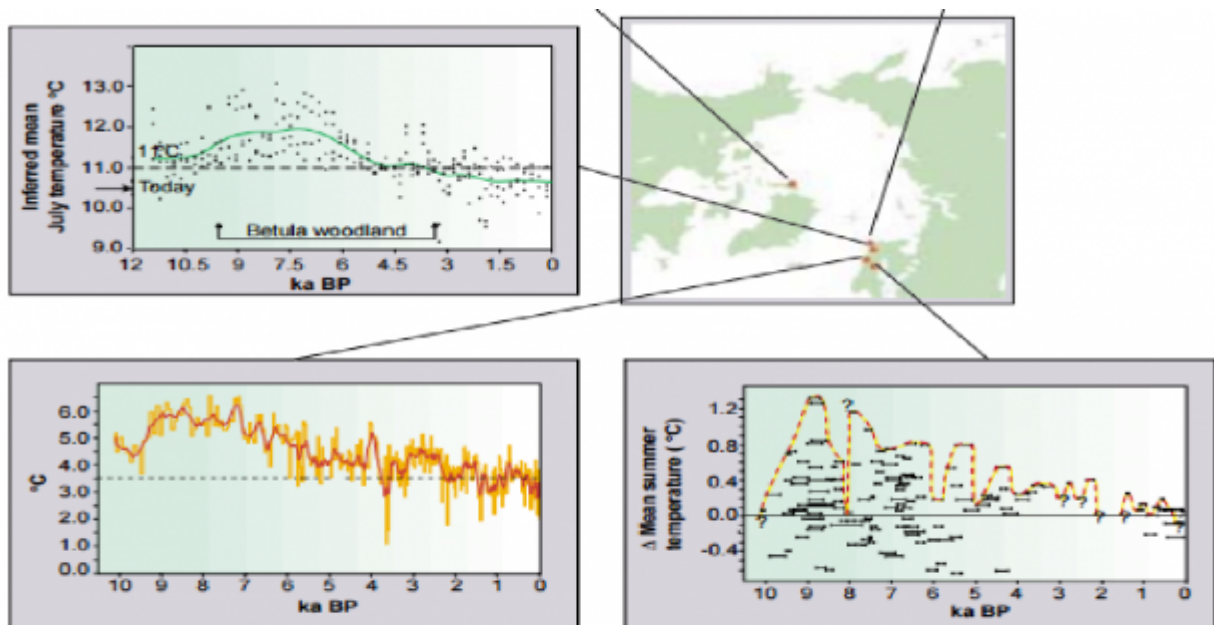 Inferred mean
July temperature °C
13.0
12.0
11.0
10.0
9.0
11°C
Today
Betula woodland
12 10.5 9 7.5 6 4.5 3 1.5 0
ka BP
°C
6.0
5.0
4.0
3.0
2.0
1.0
0.0
10 9 8 7 6 5 4 3 2 1 0
ka BP
Δ Mean summer
temperature (°C)
1.2
0.8
0.4
0.0
-0.4
?
?
?
?
?
?
?
10 9 8 7 6 5 4 3 2 1 0
ka BP